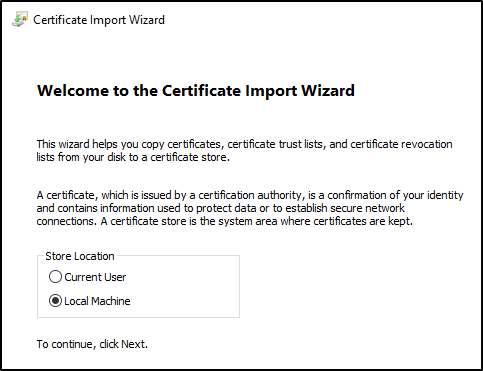 Certificate Import Wizard
Welcome to the Certificate Import Wizard
This wizard helps you copy certificates, certificate trust lists, and certificate revocation
lists from your disk to a certificate store.
A certificate, which is issued by a certification authority, is a confirmation of your identity
and contains information used to protect data or to establish secure network
connections. A certificate store is the system area where certificates are kept.
Store Location
Current User
Local Machine
To continue, click Next.